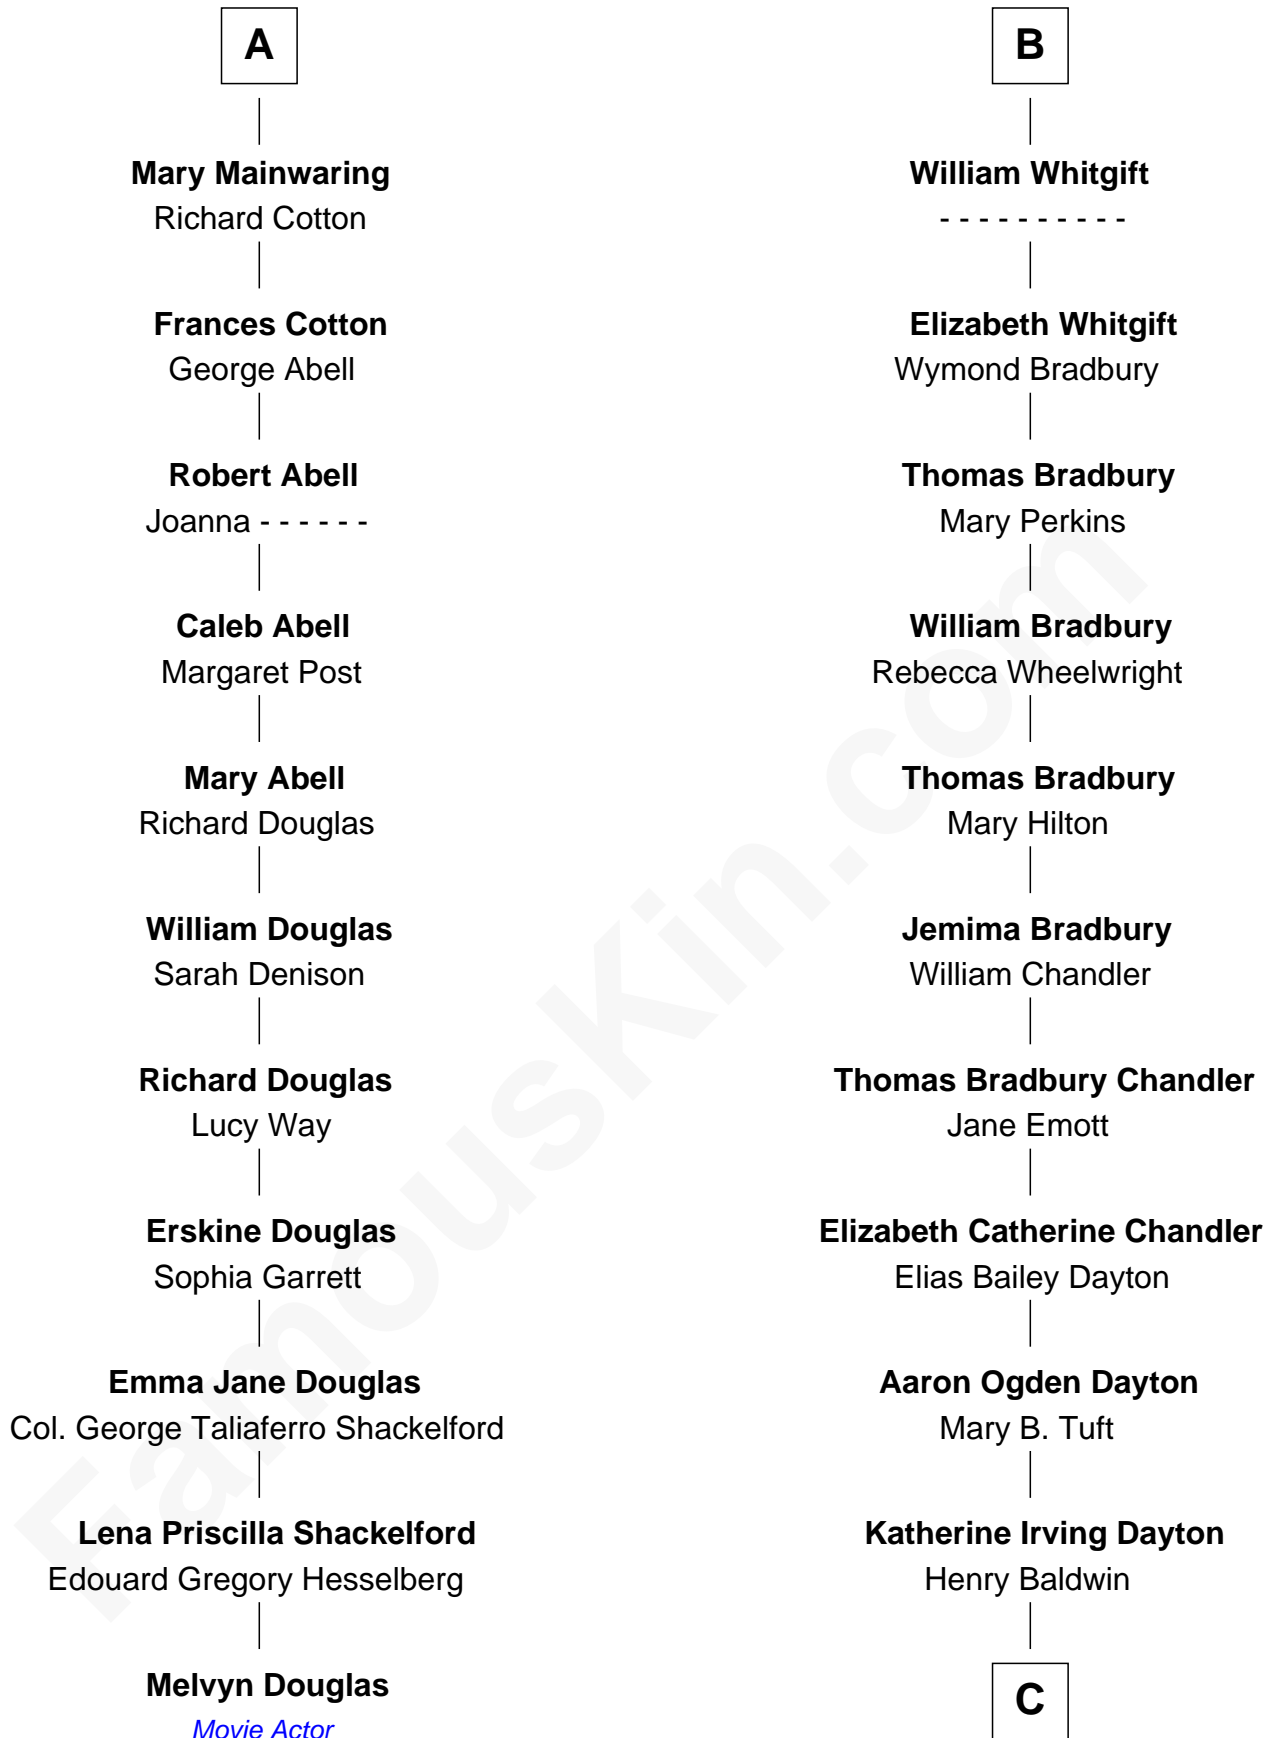 A
Mary Mainwaring
Richard Cotton
Frances Cotton
George Abell
Robert Abell
Joanna - - - - - -
Caleb Abell
Margaret Post
Mary Abell
Richard Douglas
William Douglas
Sarah Denison
Richard Douglas
Lucy Way
Erskine Douglas
Sophia Garrett
Emma Jane Douglas
Col. George Taliaferro Shackelford
Lena Priscilla Shackelford
Edouard Gregory Hesselberg
Melvyn Douglas
Movie Actor
B
William Whitgift
- - - - - - - - - -
Elizabeth Whitgift
Wymond Bradbury
Thomas Bradbury
Mary Perkins
William Bradbury
Rebecca Wheelwright
Thomas Bradbury
Mary Hilton
Jemima Bradbury
William Chandler
Thomas Bradbury Chandler
Jane Emott
Elizabeth Catherine Chandler
Elias Bailey Dayton
Aaron Ogden Dayton
Mary B. Tuft
Katherine Irving Dayton
Henry Baldwin
C
FamousKin.com